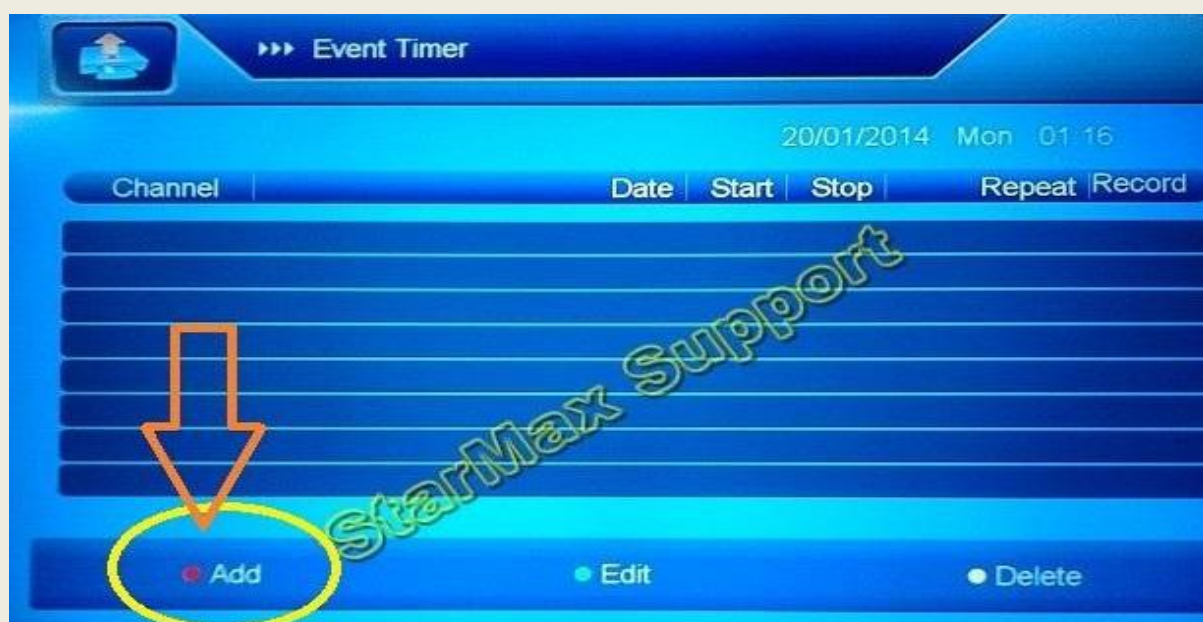 Event Timer
20/01/2014 Mon 01 16
Channel Date Start Stop Repeat Record
StarMax Support
Add Edit Delete